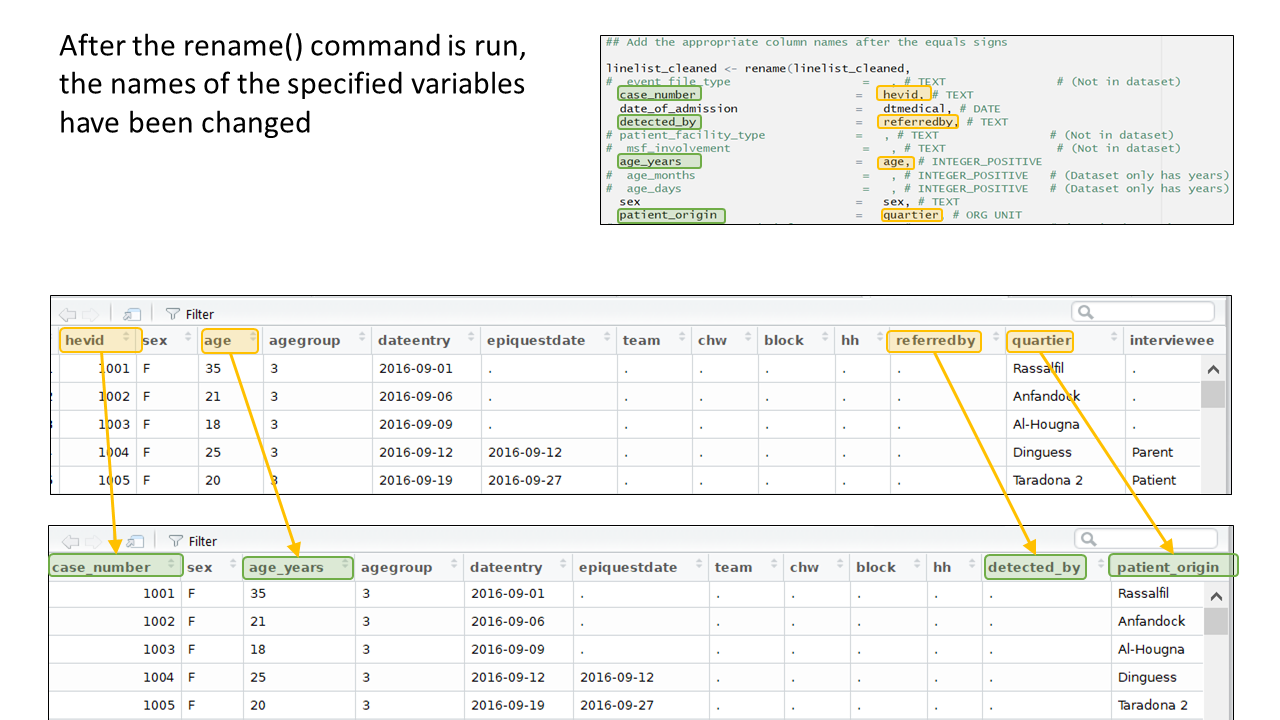 After the rename() command is run,
the names of the specified variables
have been changed
## Add the appropriate column names after the equals signs
linelist_cleaned <- rename(linelist_cleaned,
# event_file_type = , # TEXT # (Not in dataset)
case_number = hevid, # TEXT
date_of_admission = dtmedical, # DATE
detected_by = referredby, # TEXT
# patient_facility_type = , # TEXT # (Not in dataset)
# msf_involvement = , # TEXT # (Not in dataset)
age_years = age, # INTEGER_POSITIVE
# age_months = , # INTEGER_POSITIVE # (Dataset only has years)
# age_days = , # INTEGER_POSITIVE # (Dataset only has years)
sex = sex, # TEXT
patient_origin = quartier, # ORG UNIT
Filter
hevid sex age agegroup dateentry epiquestdate team chw block hh referredby quartier interviewee
1001 F 35 3 2016-09-01 . . . . . . Rassalfil .
1002 F 21 3 2016-09-06 . . . . . . Anfandock .
1003 F 18 3 2016-09-09 . . . . . . Al-Hougna .
1004 F 25 3 2016-09-12 2016-09-12 . . . . . Dinguess Parent
1005 F 20 3 2016-09-19 2016-09-27 . . . . . Taradona 2 Patient
Filter
case_number sex age_years agegroup dateentry epiquestdate team chw block hh detected_by patient_origin
1001 F 35 3 2016-09-01 . . . . . . Rassalfil
1002 F 21 3 2016-09-06 . . . . . . Anfandock
1003 F 18 3 2016-09-09 . . . . . . Al-Hougna
1004 F 25 3 2016-09-12 2016-09-12 . . . . . Dinguess
1005 F 20 3 2016-09-19 2016-09-27 . . . . . Taradona 2